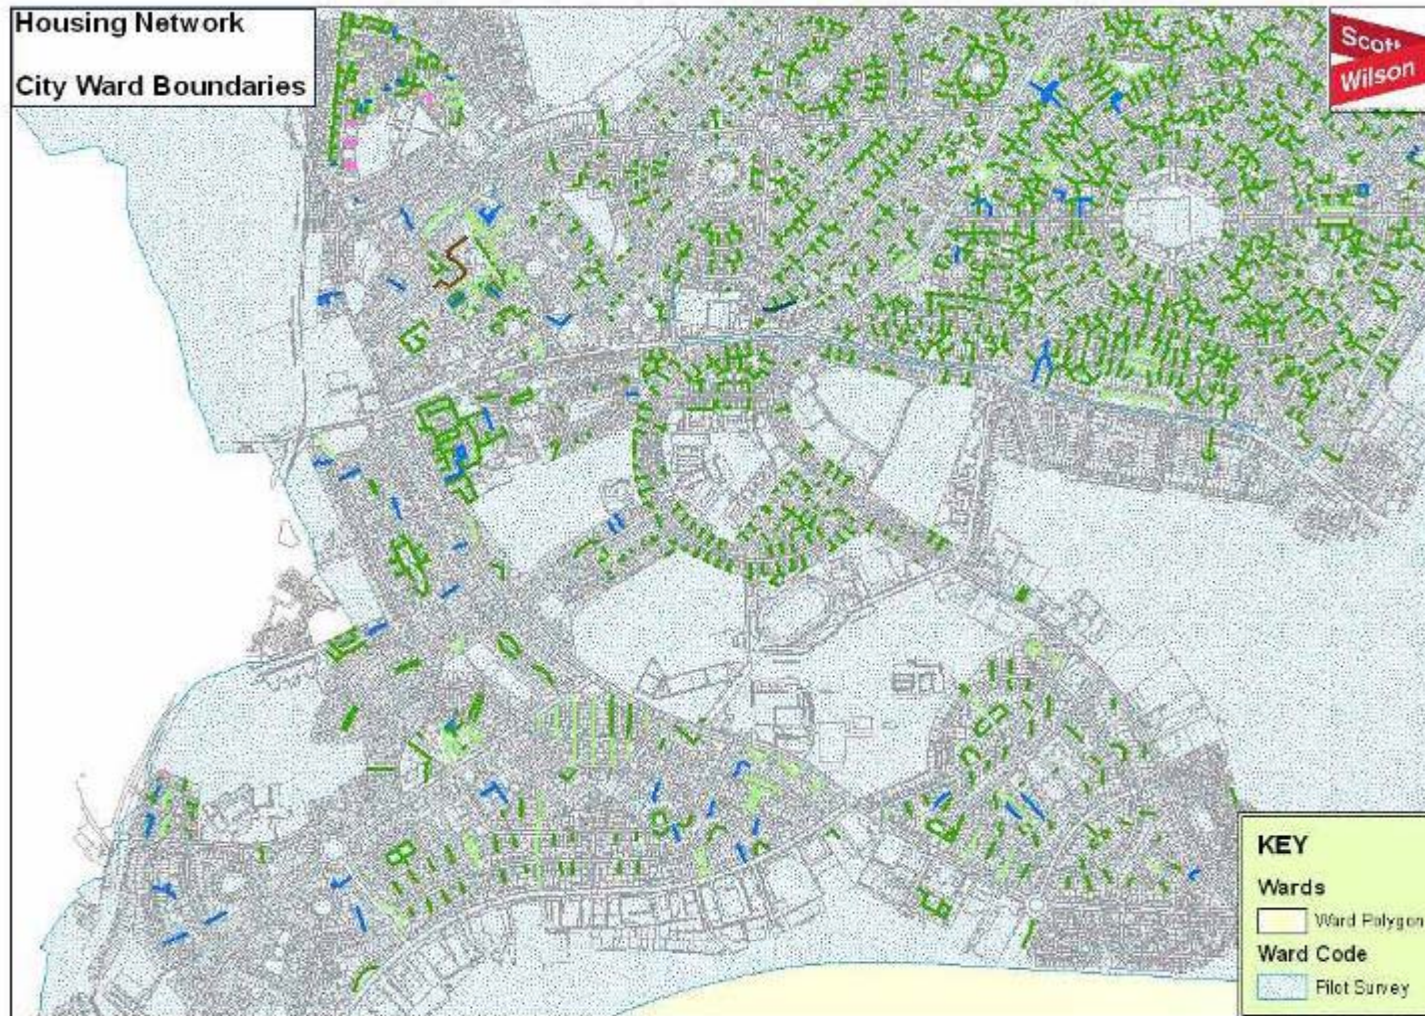 Housing Network
City Ward Boundaries
Scott
Wilson
KEY
Wards
Ward Polygon
Ward Code
Pilot Survey